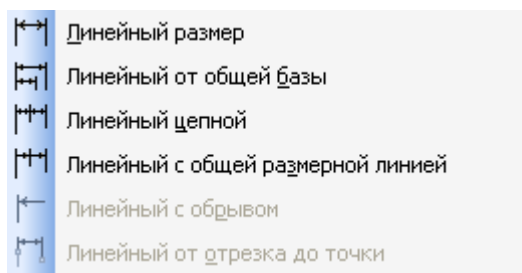 Линейный размер
Линейный от общей базы
Линейный цепной
Линейный с общей размерной линией
Линейный с обрывом
Линейный от отрезка до точки